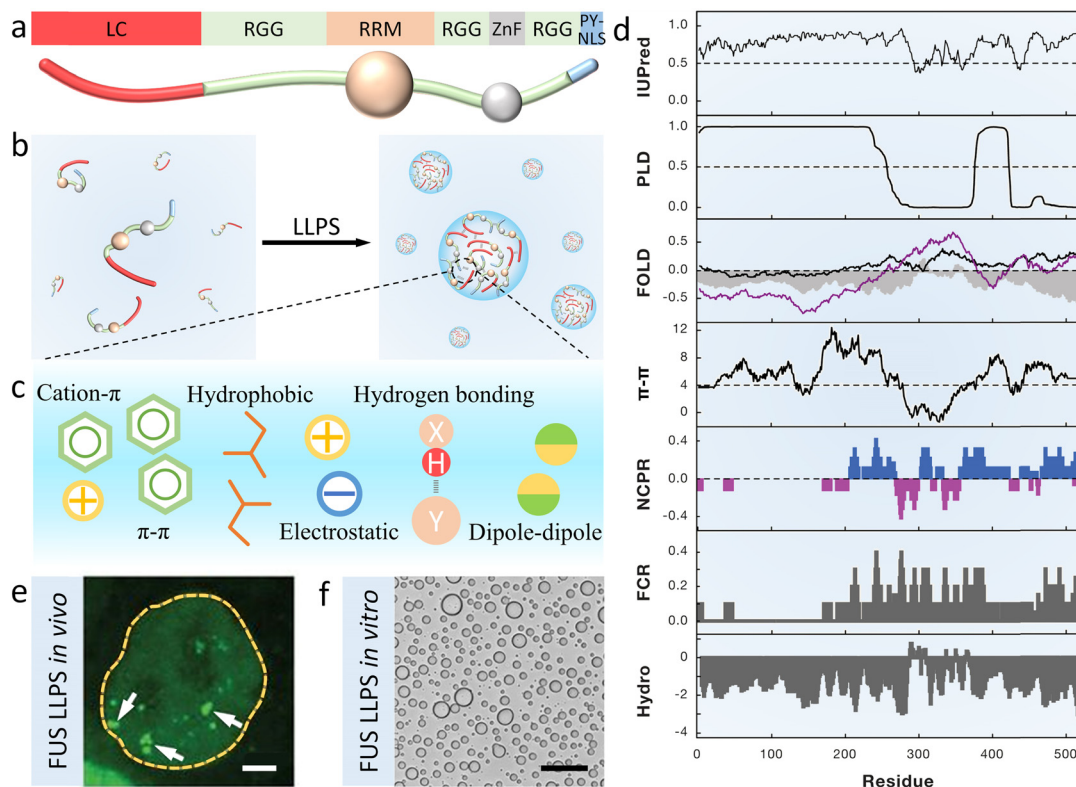 a
LC RGG RRM RGG ZnF RGG PY-
NLS
b
LLPS
c
Cation-π Hydrophobic Hydrogen bonding
X
H
Y
π-π Electrostatic Dipole-dipole
e
FUS LLPS in vivo
f
FUS LLPS in vitro
d
IUPred
1.0
0.5
0.0
PLD
1.0
0.5
0.0
FOLD
0.5
0.0
-0.5
π-π
12
8
4
0
NCPR
0.4
0.0
-0.4
FCR
0.4
0.2
0.0
Hydro
0
-2
-4
0 100 200 300 400 500
Residue